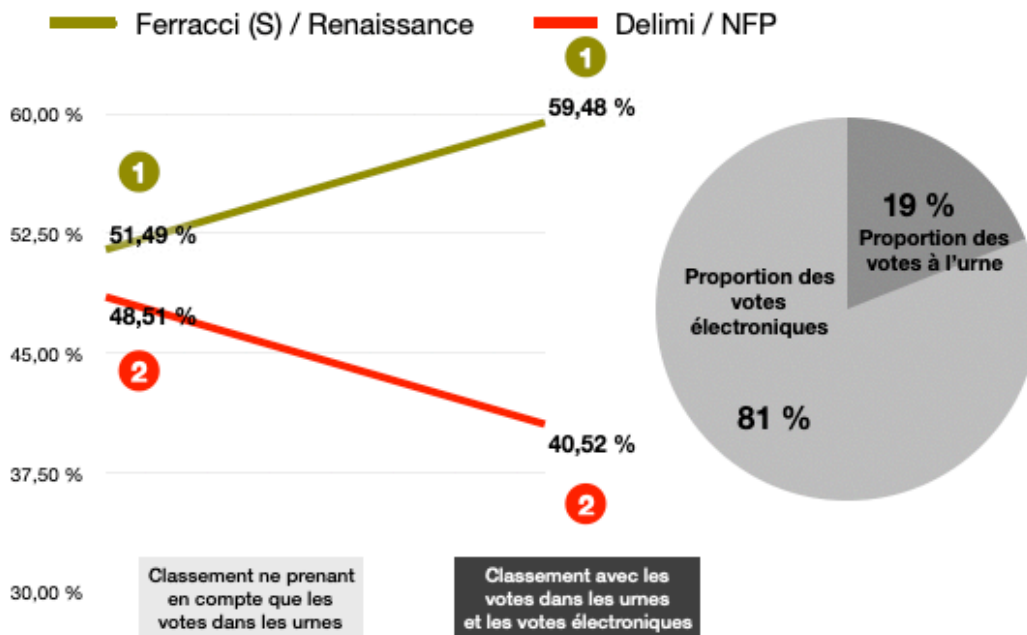 Ferracci (S) / Renaissance
Delimi / NFP
1
59,48 %
60,00 %
1
51,49 %
52,50 %
48,51 %
45,00 %
2
40,52 %
37,50 %
2
30,00 %
Classement ne prenant
en compte que les
votes dans les urnes
Classement avec les
votes dans les urnes
et les votes électroniques
19 %
Proportion des
votes à l'urne
Proportion des
votes
électroniques
81 %